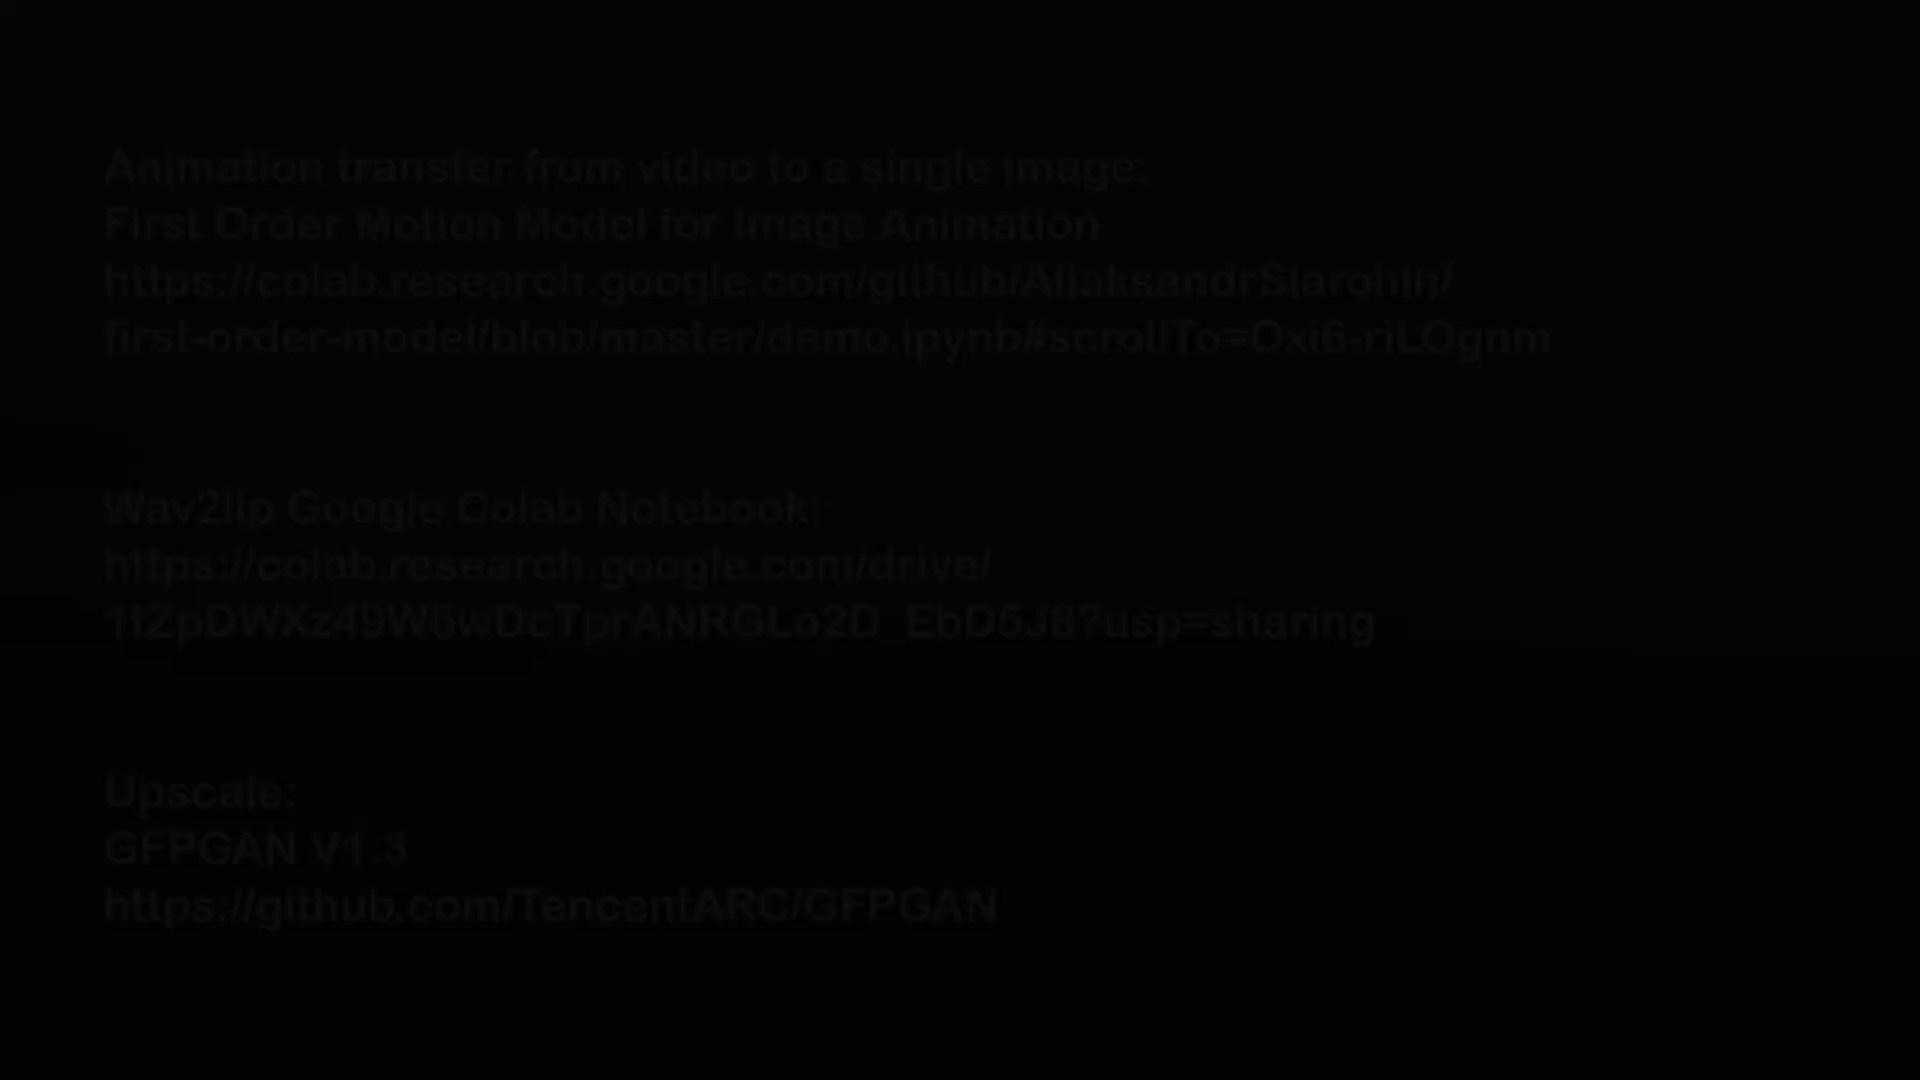 Animation transfer from video to a single image:
First Order Motion Model for Image Animation
https://colab.research.google.com/github/AliaksandrSiarohin/
first-order-model/blob/master/demo.ipynb#scrollTo=Oxi6-riLOgnm
Wav2lip Google Colab Notebook:
https://colab.research.google.com/drive/
1tZpDWXz49W6wDcTprANRGLo2D_EbD5J8?usp=sharing
Upscale:
GFPGAN V1.3
https://github.com/TencentARC/GFPGAN